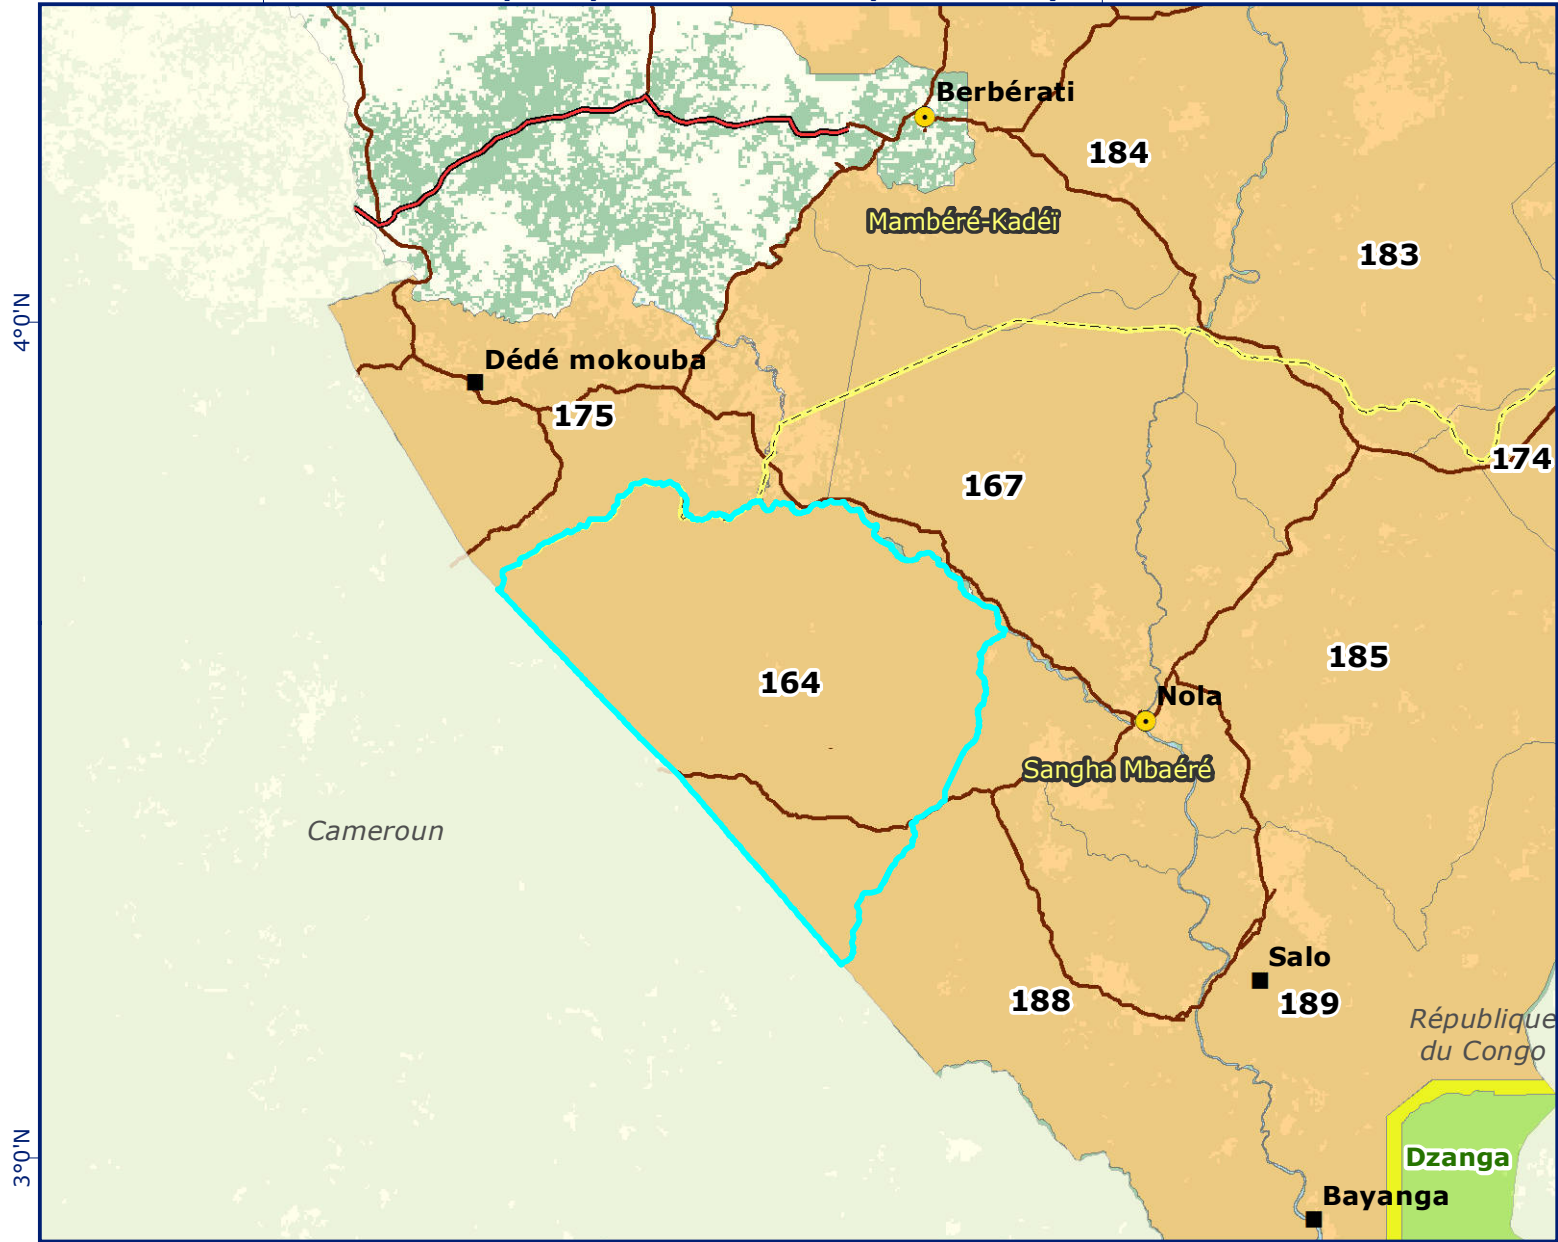 Berbérati
184
Mambéré-Kadéï
183
4°0'N
Dédé mokouba
175
174
167
185
164
Nola
Sangha Mbaéré
Cameroun
Salo
188
189
République
du Congo
3°0'N
Dzanga
Bayanga